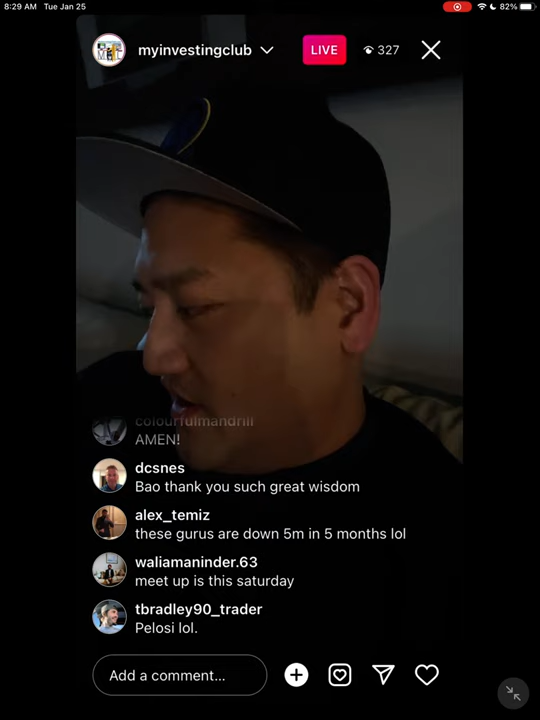 8:29 AM Tue Jan 25
82%
myinvestingclub
LIVE
327
colourfulmandrill
AMEN!
dcsnes
Bao thank you such great wisdom
alex_temiz
these gurus are down 5m in 5 months lol
waliamaninder.63
meet up is this saturday
tbradley90_trader
Pelosi lol.
Add a comment...